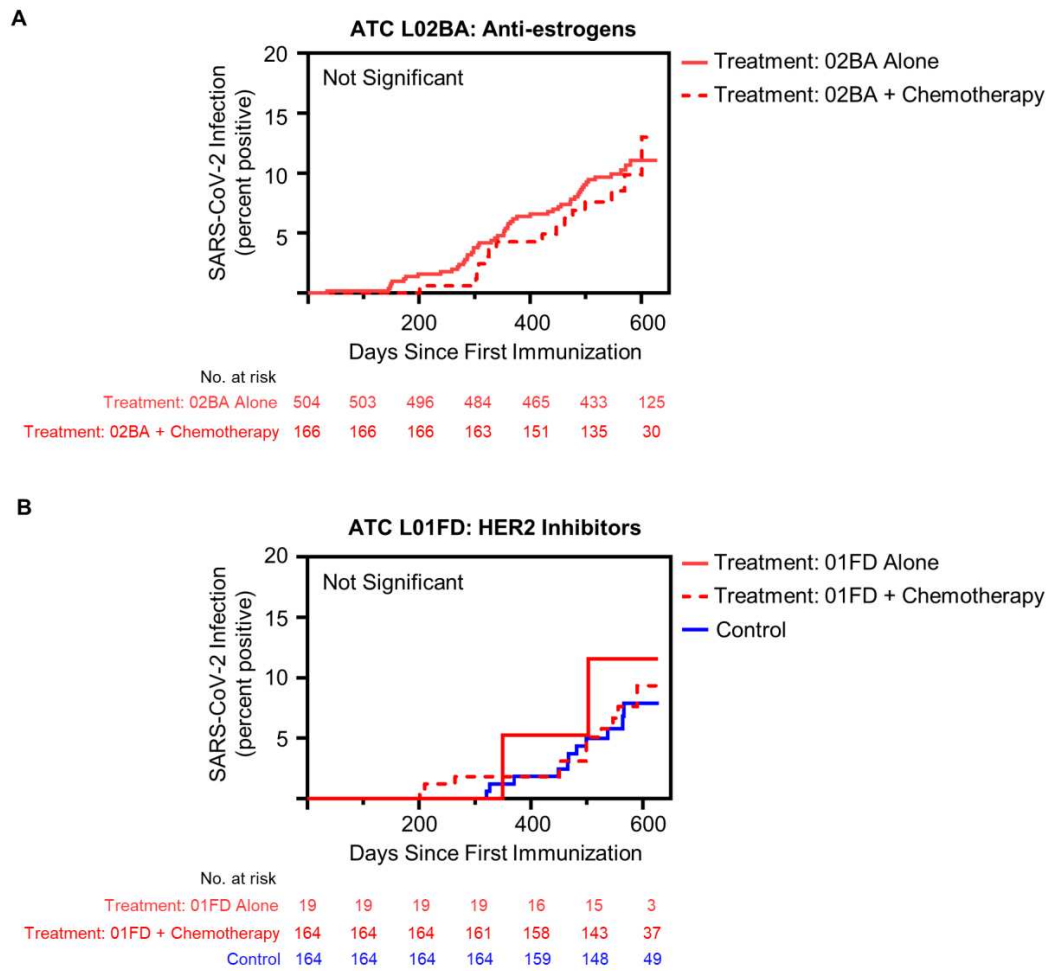 A
ATC L02BA: Anti-estrogens
20
15
10
5
Not Significant
SARS-CoV-2 Infection
(percent positive)
200 400 600
Days Since First Immunization
Treatment: 02BA Alone
Treatment: 02BA + Chemotherapy
No. at risk
Treatment: 02BA Alone 504 503 496 484 465 433 125
Treatment: 02BA + Chemotherapy 166 166 166 163 151 135 30
B
ATC L01FD: HER2 Inhibitors
20
15
10
5
Not Significant
SARS-CoV-2 Infection
(percent positive)
200 400 600
Days Since First Immunization
Treatment: 01FD Alone
Treatment: 01FD + Chemotherapy
Control
No. at risk
Treatment: 01FD Alone 19 19 19 19 16 15 3
Treatment: 01FD + Chemotherapy 164 164 164 161 158 143 37
Control 164 164 164 164 159 148 49